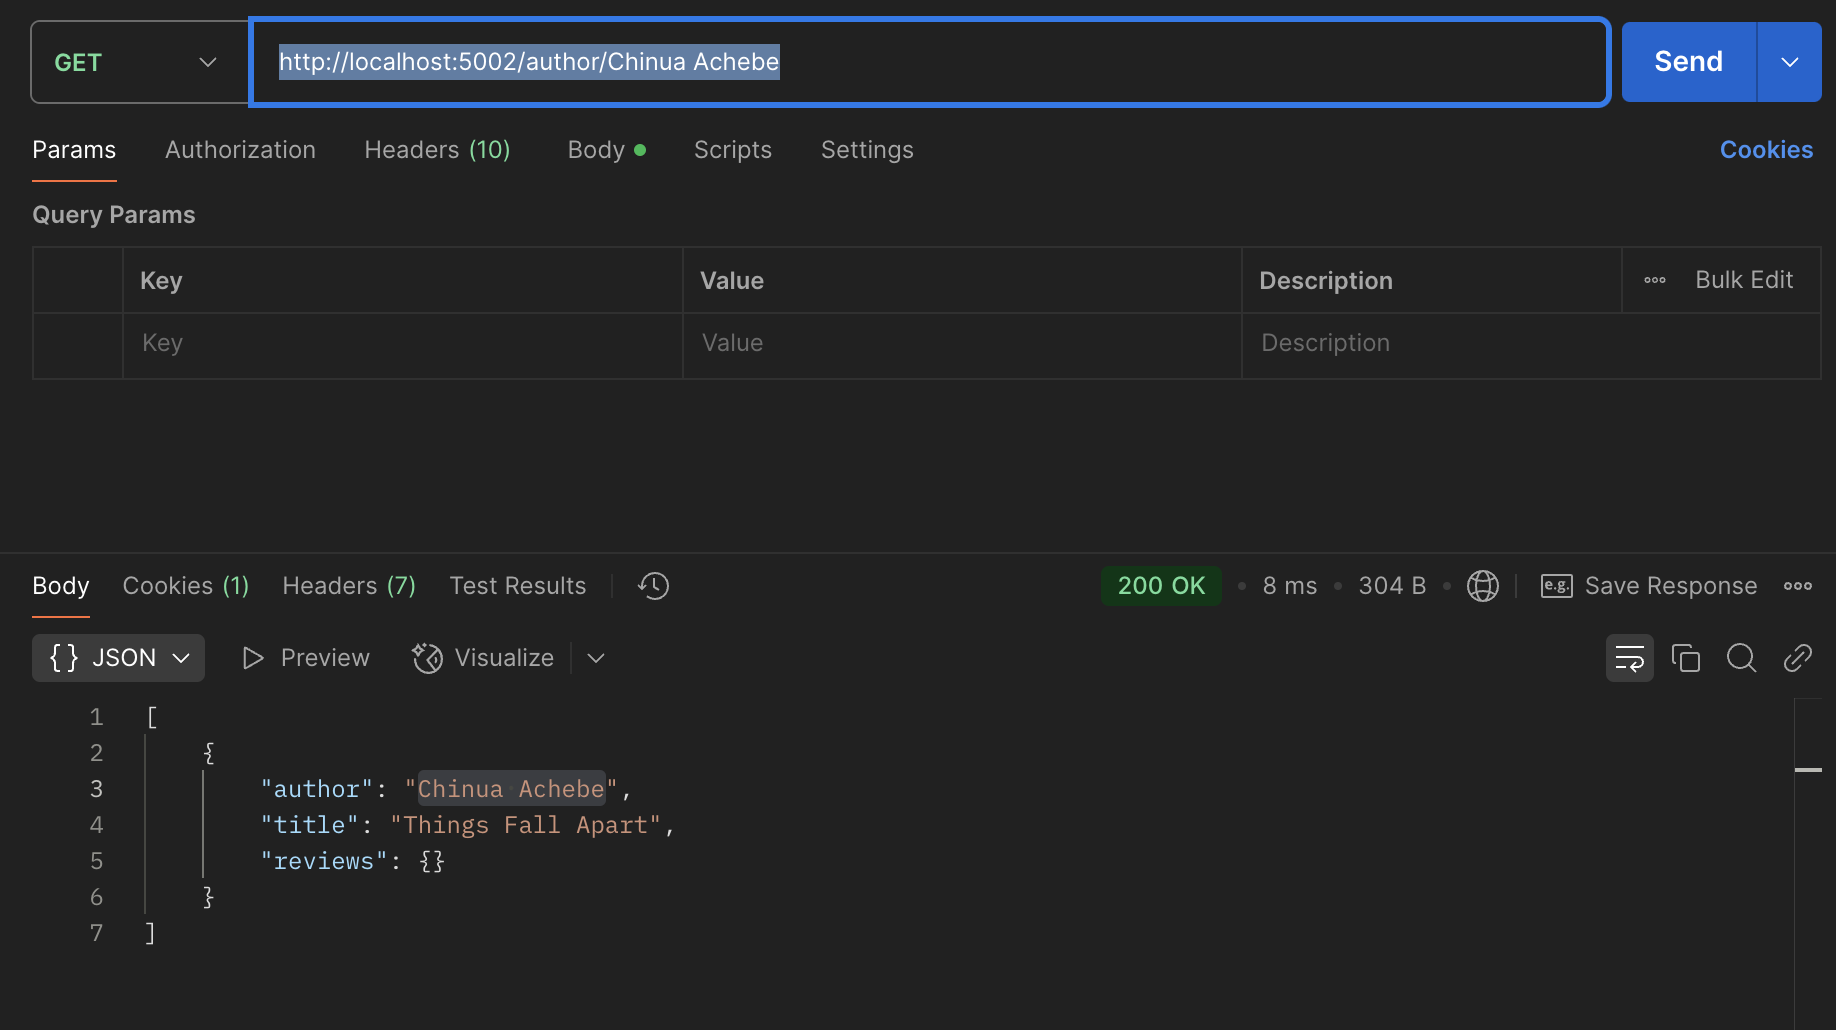 GET http://localhost:5002/author/Chinua Achebe Send
Params Authorization Headers (10) Body Scripts Settings Cookies
Query Params
Key Value Description Bulk Edit
Key Value Description
Body Cookies (1) Headers (7) Test Results 200 OK 8 ms 304 B e.g. Save Response
{} JSON Preview Visualize
1 [
2 {
3 "author": "Chinua Achebe",
4 "title": "Things Fall Apart",
5 "reviews": {}
6 }
7 ]